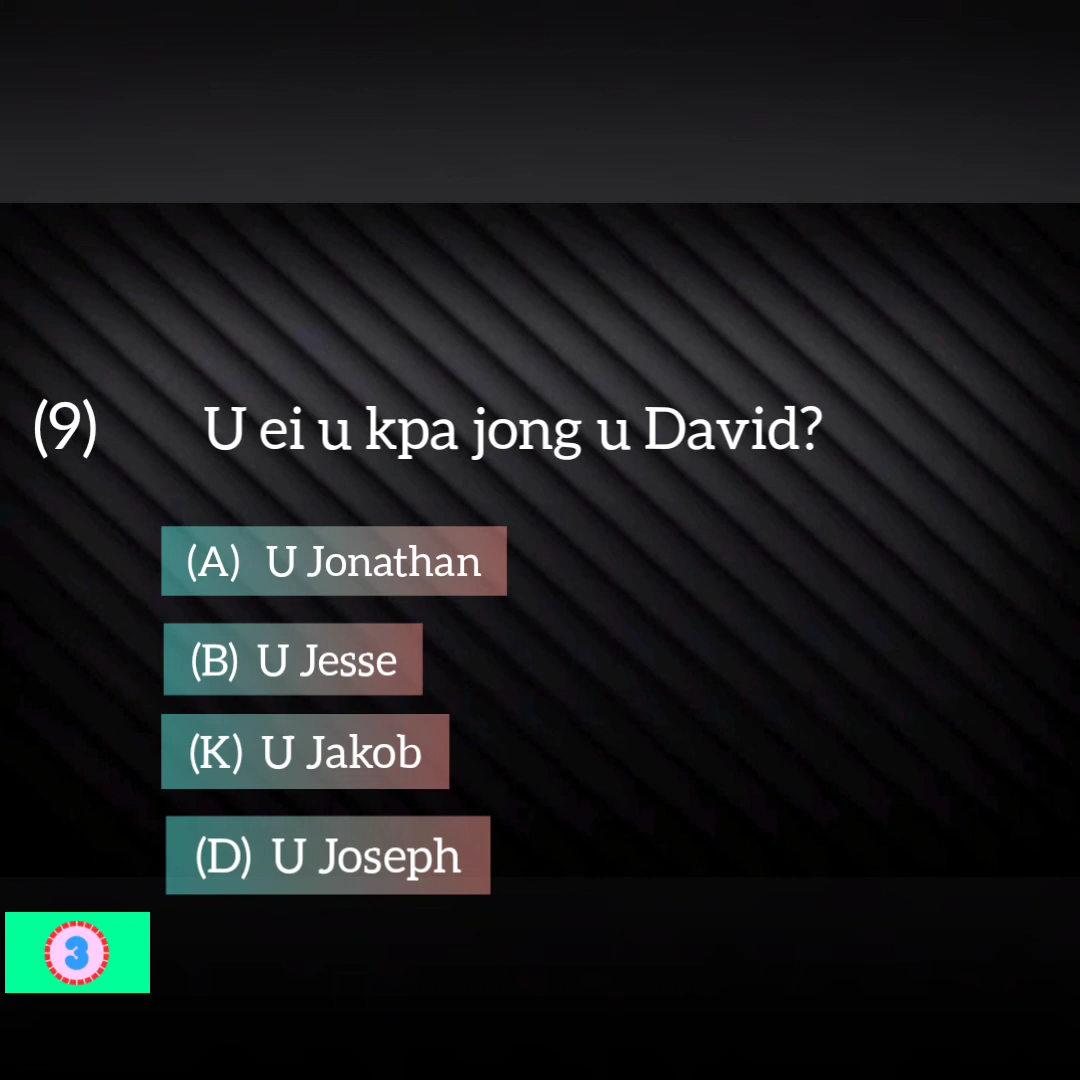 (9) U ei u kpa jong u David?
(A) U Jonathan
(B) U Jesse
(K) U Jakob
(D) U Joseph
3